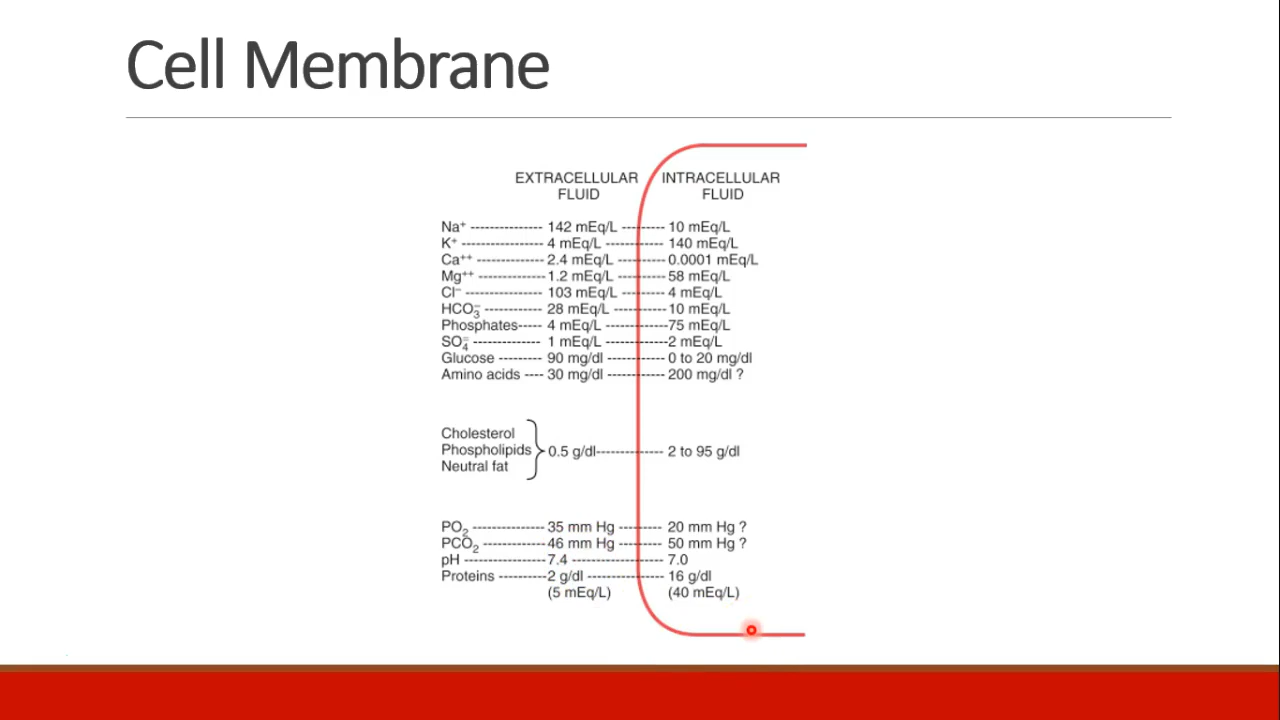 Cell Membrane
EXTRACELLULAR FLUID INTRACELLULAR FLUID
Na⁺ --------------- 142 mEq/L --------- 10 mEq/L
K⁺ ----------------- 4 mEq/L ------------ 140 mEq/L
Ca⁺⁺ -------------- 2.4 mEq/L ---------- 0.0001 mEq/L
Mg⁺⁺ -------------- 1.2 mEq/L ---------- 58 mEq/L
Cl⁻ ---------------- 103 mEq/L --------- 4 mEq/L
HCO₃⁻ ------------ 28 mEq/L ----------- 10 mEq/L
Phosphates----- 4 mEq/L -------------75 mEq/L
SO₄⁼ -------------- 1 mEq/L -------------2 mEq/L
Glucose --------- 90 mg/dl ------------ 0 to 20 mg/dl
Amino acids ---- 30 mg/dl ------------ 200 mg/dl ?
Cholesterol
Phospholipids 0.5 g/dl-------------- 2 to 95 g/dl
Neutral fat
PO₂ --------------- 35 mm Hg --------- 20 mm Hg ?
PCO₂ ------------- 46 mm Hg --------- 50 mm Hg ?
pH -----------------7.4 ------------------- 7.0
Proteins ----------2 g/dl ---------------- 16 g/dl
(5 mEq/L) (40 mEq/L)